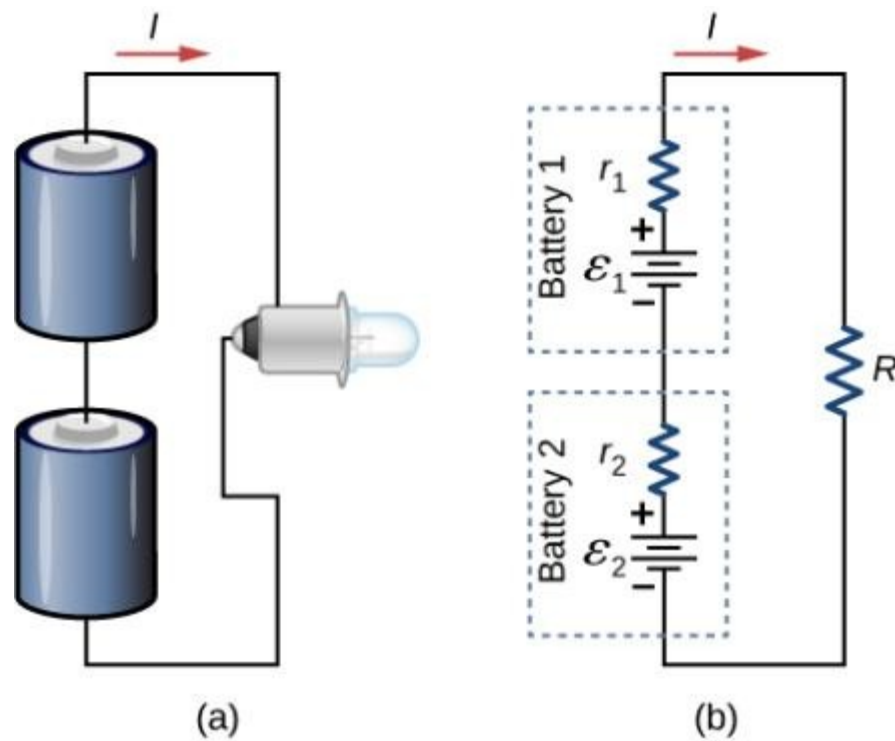 I
(a)
I
Battery 1
r1
+
ε1
-
Battery 2
r2
+
ε2
-
R
(b)